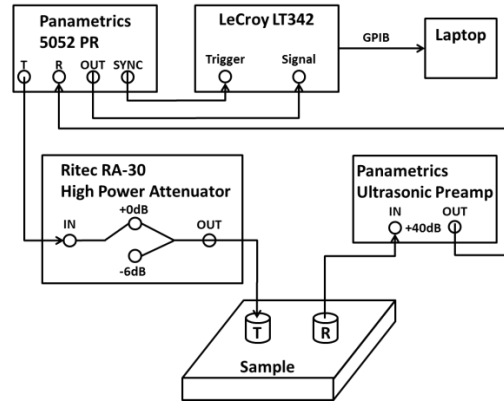 Panametrics
5052 PR
T R OUT SYNC
LeCroy LT342
Trigger Signal
GPIB
Laptop
Ritec RA-30
High Power Attenuator
+0dB
IN
OUT
-6dB
Panametrics
Ultrasonic Preamp
IN OUT
+40dB
T R
Sample